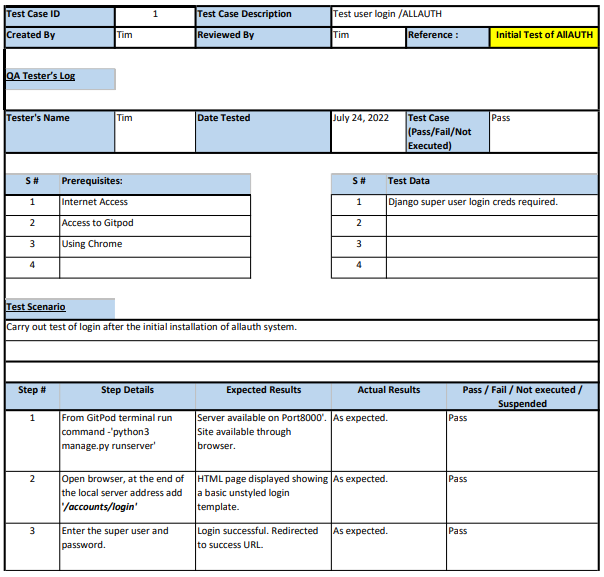 Test Case ID 1 Test Case Description Test user login /ALLAUTH
Created By Tim Reviewed By Tim Reference : Initial Test of AllAUTH
QA Tester's Log
Tester's Name Tim Date Tested July 24, 2022 Test Case Pass
(Pass/Fail/Not
Executed)
S # Prerequisites: S # Test Data
1 Internet Access 1 Django super user login creds required.
2 Access to Gitpod 2
3 Using Chrome 3
4 4
Test Scenario
Carry out test of login after the initial installation of allauth system.
Step # Step Details Expected Results Actual Results Pass / Fail / Not executed /
Suspended
1 From GitPod terminal run Server available on Port8000'. As expected. Pass
command -'python3 Site available through
manage.py runserver' browser.
2 Open browser, at the end of HTML page displayed showing As expected. Pass
the local server address add a basic unstyled login
'/accounts/login' template.
3 Enter the super user and Login successful. Redirected As expected. Pass
password. to success URL.